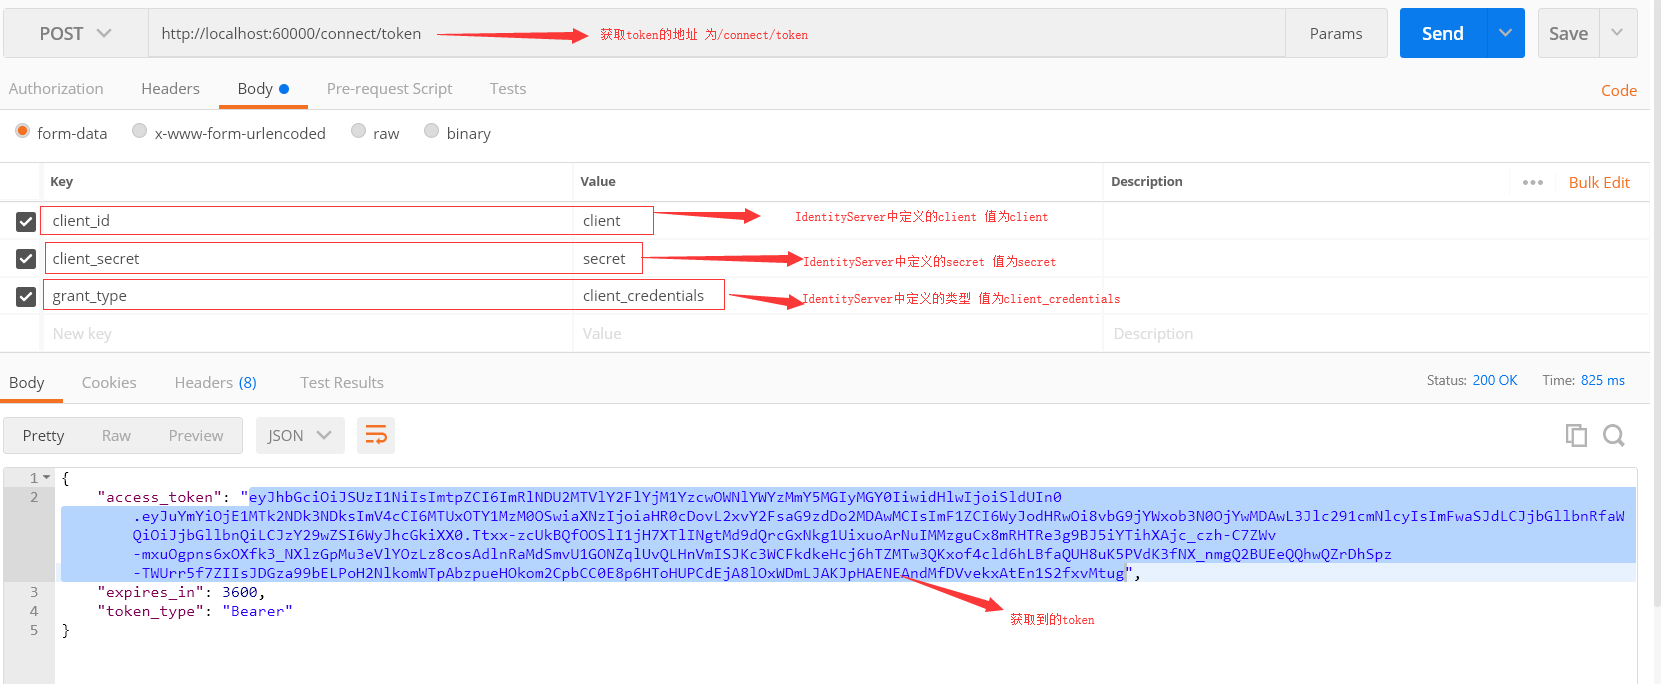 POST
http://localhost:60000/connect/token
获取token的地址 为/connect/token
Params
Send
Save
Authorization
Headers
Body
Pre-request Script
Tests
Code
form-data
x-www-form-urlencoded
raw
binary
Key
Value
Description
Bulk Edit
client_id
client
IdentityServer中定义的client 值为client
client_secret
secret
IdentityServer中定义的secret 值为secret
grant_type
client_credentials
IdentityServer中定义的类型 值为client_credentials
New key
Value
Description
Body
Cookies
Headers (8)
Test Results
Status: 200 OK
Time: 825 ms
Pretty
Raw
Preview
JSON
1 {
2 "access_token": "eyJhbGciOiJSUzI1NiIsImtpZCI6ImRlNDU2MTVlY2FlYjM1YzcwOWNlYWYzMmY5MGIyMGY0IiwidHlwIjoiSldUIn0
.eyJuYmYiOjE1MTk2NDk3NDksImV4cCI6MTUxOTY1MzM0OSwiaXNzIjoiaHR0cDovL2xvY2FsaG9zdDo2MDAwMCIsImF1ZCI6WyJodHRwOi8vbG9jYWxob3N0OjYwMDAwL3Jlc291cmNlcyIsImFwaSJdLCJjbGllbnRfaW
QiOiJjbGllbnQiLCJzY29wZSI6WyJhcGkiXX0.Ttxx-zcUkBQfOOSlI1jH7XTlINgtMd9dQrcGxNkg1UixuoArNuIMMzguCx8mRHTRe3g9BJ5iYTihXAjc_czh-C7ZWv
-mxuOgpns6xOXfk3_NXlzGpMu3eVlYOzLz8cosAdlnRaMdSmvU1GONZqlUvQLHnVmISJKc3WCFkdkeHcj6hTZMTw3QKxof4cld6hLBfaQUH8uK5PVdK3fNX_nmgQ2BUEeQQhwQZrDhSpz
-TWUrr5f7ZIIsJDGza99bELPoH2NlkomWTpAbzpueHOkom2CpbCC0E8p6HToHUPCdEjA8lOxWDmLJAKJpHAENEAndMfDVvekxAtEn1S2fxvMtug",
3 "expires_in": 3600,
4 "token_type": "Bearer"
5 }
获取到的token